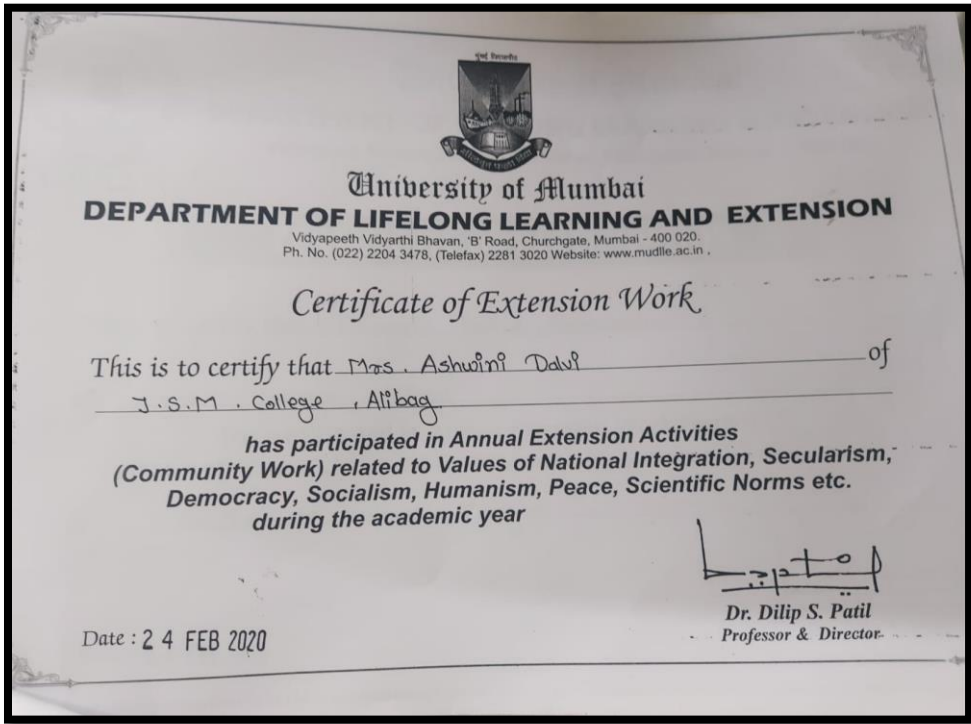 मुंबई विद्यापीठ
University of Mumbai
DEPARTMENT OF LIFELONG LEARNING AND EXTENSION
Vidyapeeth Vidyarthi Bhavan, 'B' Road, Churchgate, Mumbai - 400 020.
Ph. No. (022) 2204 3478, (Telefax) 2281 3020 Website: www.mudlle.ac.in .
Certificate of Extension Work
This is to certify that Mrs. Ashwini Dalvi of
J.S.M. College , Alibag
has participated in Annual Extension Activities
(Community Work) related to Values of National Integration, Secularism,
Democracy, Socialism, Humanism, Peace, Scientific Norms etc.
during the academic year
Dr. Dilip S. Patil
Professor & Director
Date : 24 FEB 2020